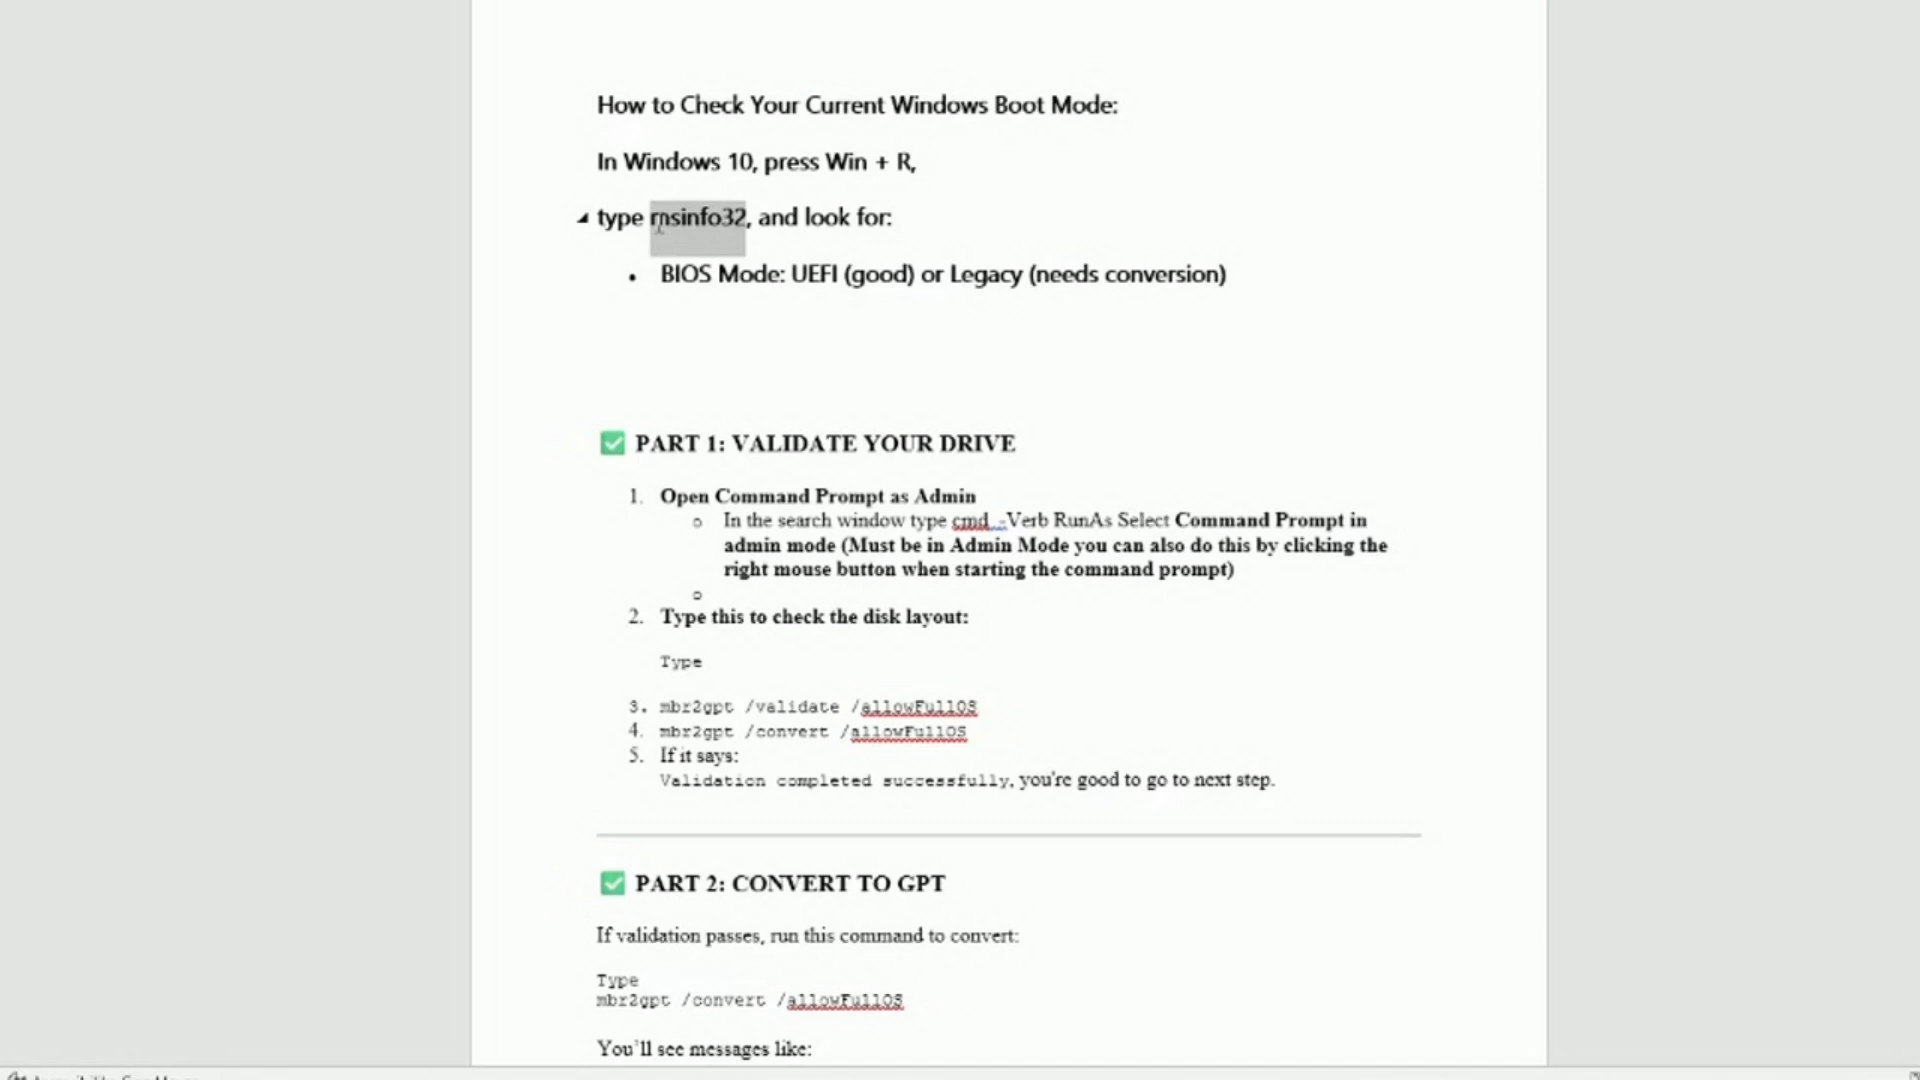 How to Check Your Current Windows Boot Mode:
In Windows 10, press Win + R,
type msinfo32, and look for:
• BIOS Mode: UEFI (good) or Legacy (needs conversion)
✅ PART 1: VALIDATE YOUR DRIVE
1. Open Command Prompt as Admin
o In the search window type cmd -Verb RunAs Select Command Prompt in
admin mode (Must be in Admin Mode you can also do this by clicking the
right mouse button when starting the command prompt)
o
2. Type this to check the disk layout:
Type
3. mbr2gpt /validate /allowFullOS
4. mbr2gpt /convert /allowFullOS
5. If it says:
Validation completed successfully, you're good to go to next step.
✅ PART 2: CONVERT TO GPT
If validation passes, run this command to convert:
Type
mbr2gpt /convert /allowFullOS
You'll see messages like: